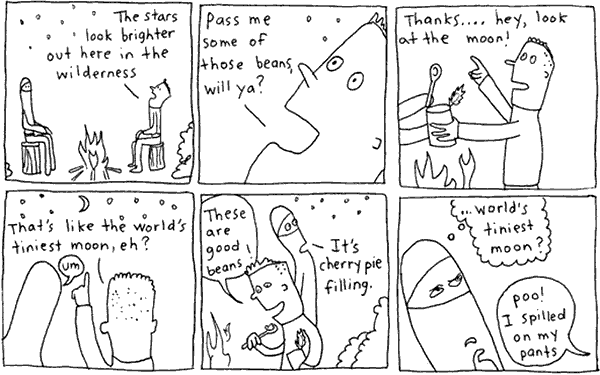 The stars
look brighter
out here in the
wilderness
Pass me
some of
those beans,
will ya?
Thanks.... hey, look
at the moon!
That's like the world's
tiniest moon, eh?
um
These
are
good
beans
It's
cherry pie
filling.
...world's
tiniest
moon?
poo!
I spilled
on my
pants